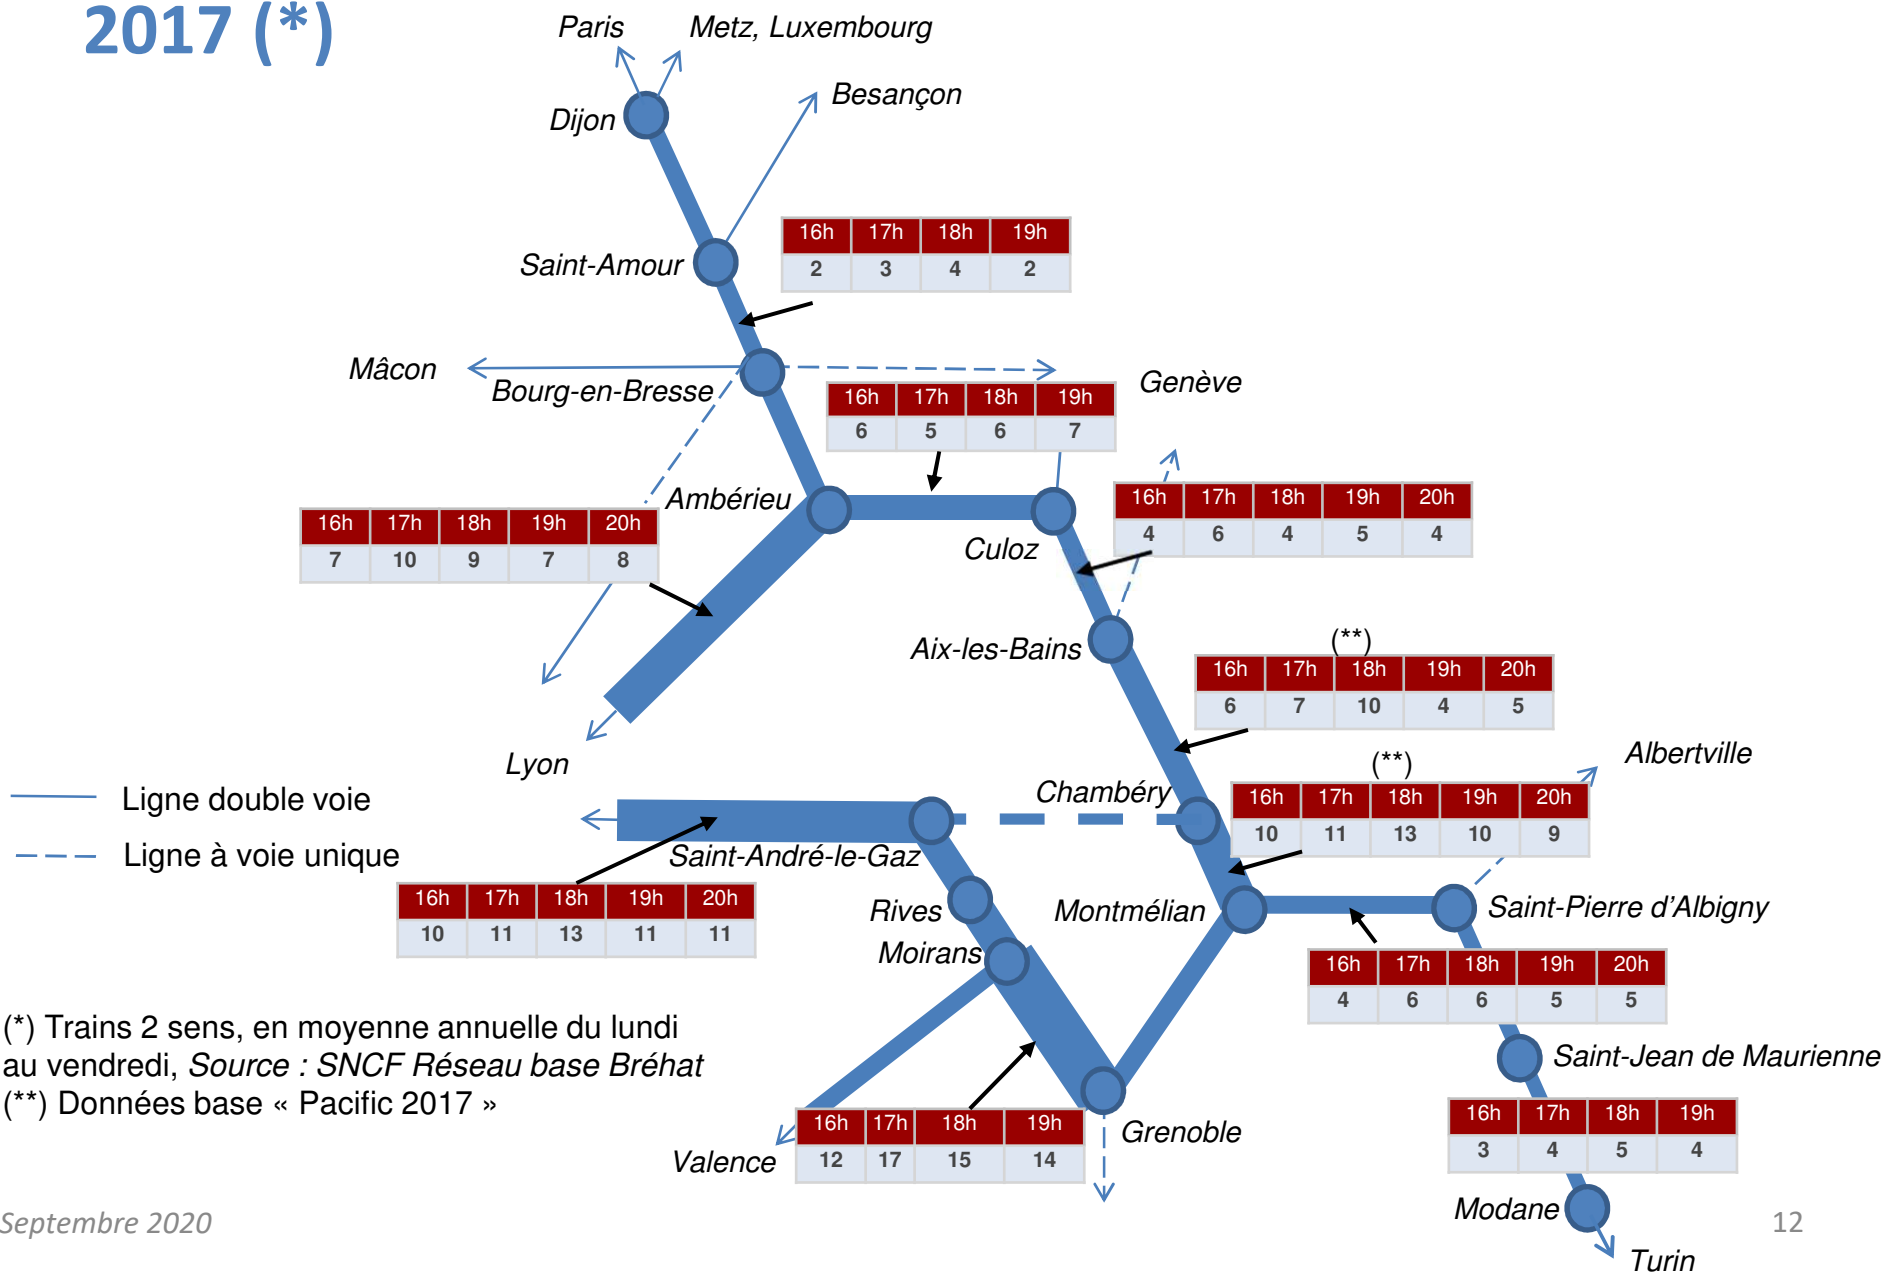 2017 (*)
Paris
Metz, Luxembourg
Besançon
Dijon
Saint-Amour
16h 17h 18h 19h
2 3 4 2
Mâcon
Bourg-en-Bresse
Genève
16h 17h 18h 19h
6 5 6 7
Ambérieu
Culoz
16h 17h 18h 19h 20h
4 6 4 5 4
16h 17h 18h 19h 20h
7 10 9 7 8
Aix-les-Bains
(**)
16h 17h 18h 19h 20h
6 7 10 4 5
Lyon
Albertville
(**)
Chambéry
16h 17h 18h 19h 20h
10 11 13 10 9
Ligne double voie
Ligne à voie unique
Saint-André-le-Gaz
16h 17h 18h 19h 20h
10 11 13 11 11
Rives
Montmélian
Saint-Pierre d’Albigny
Moirans
16h 17h 18h 19h 20h
4 6 6 5 5
(*) Trains 2 sens, en moyenne annuelle du lundi
au vendredi, Source : SNCF Réseau base Bréhat
(**) Données base « Pacific 2017 »
Saint-Jean de Maurienne
16h 17h 18h 19h
3 4 5 4
Valence
16h 17h 18h 19h
12 17 15 14
Grenoble
Modane
Turin
Septembre 2020
12